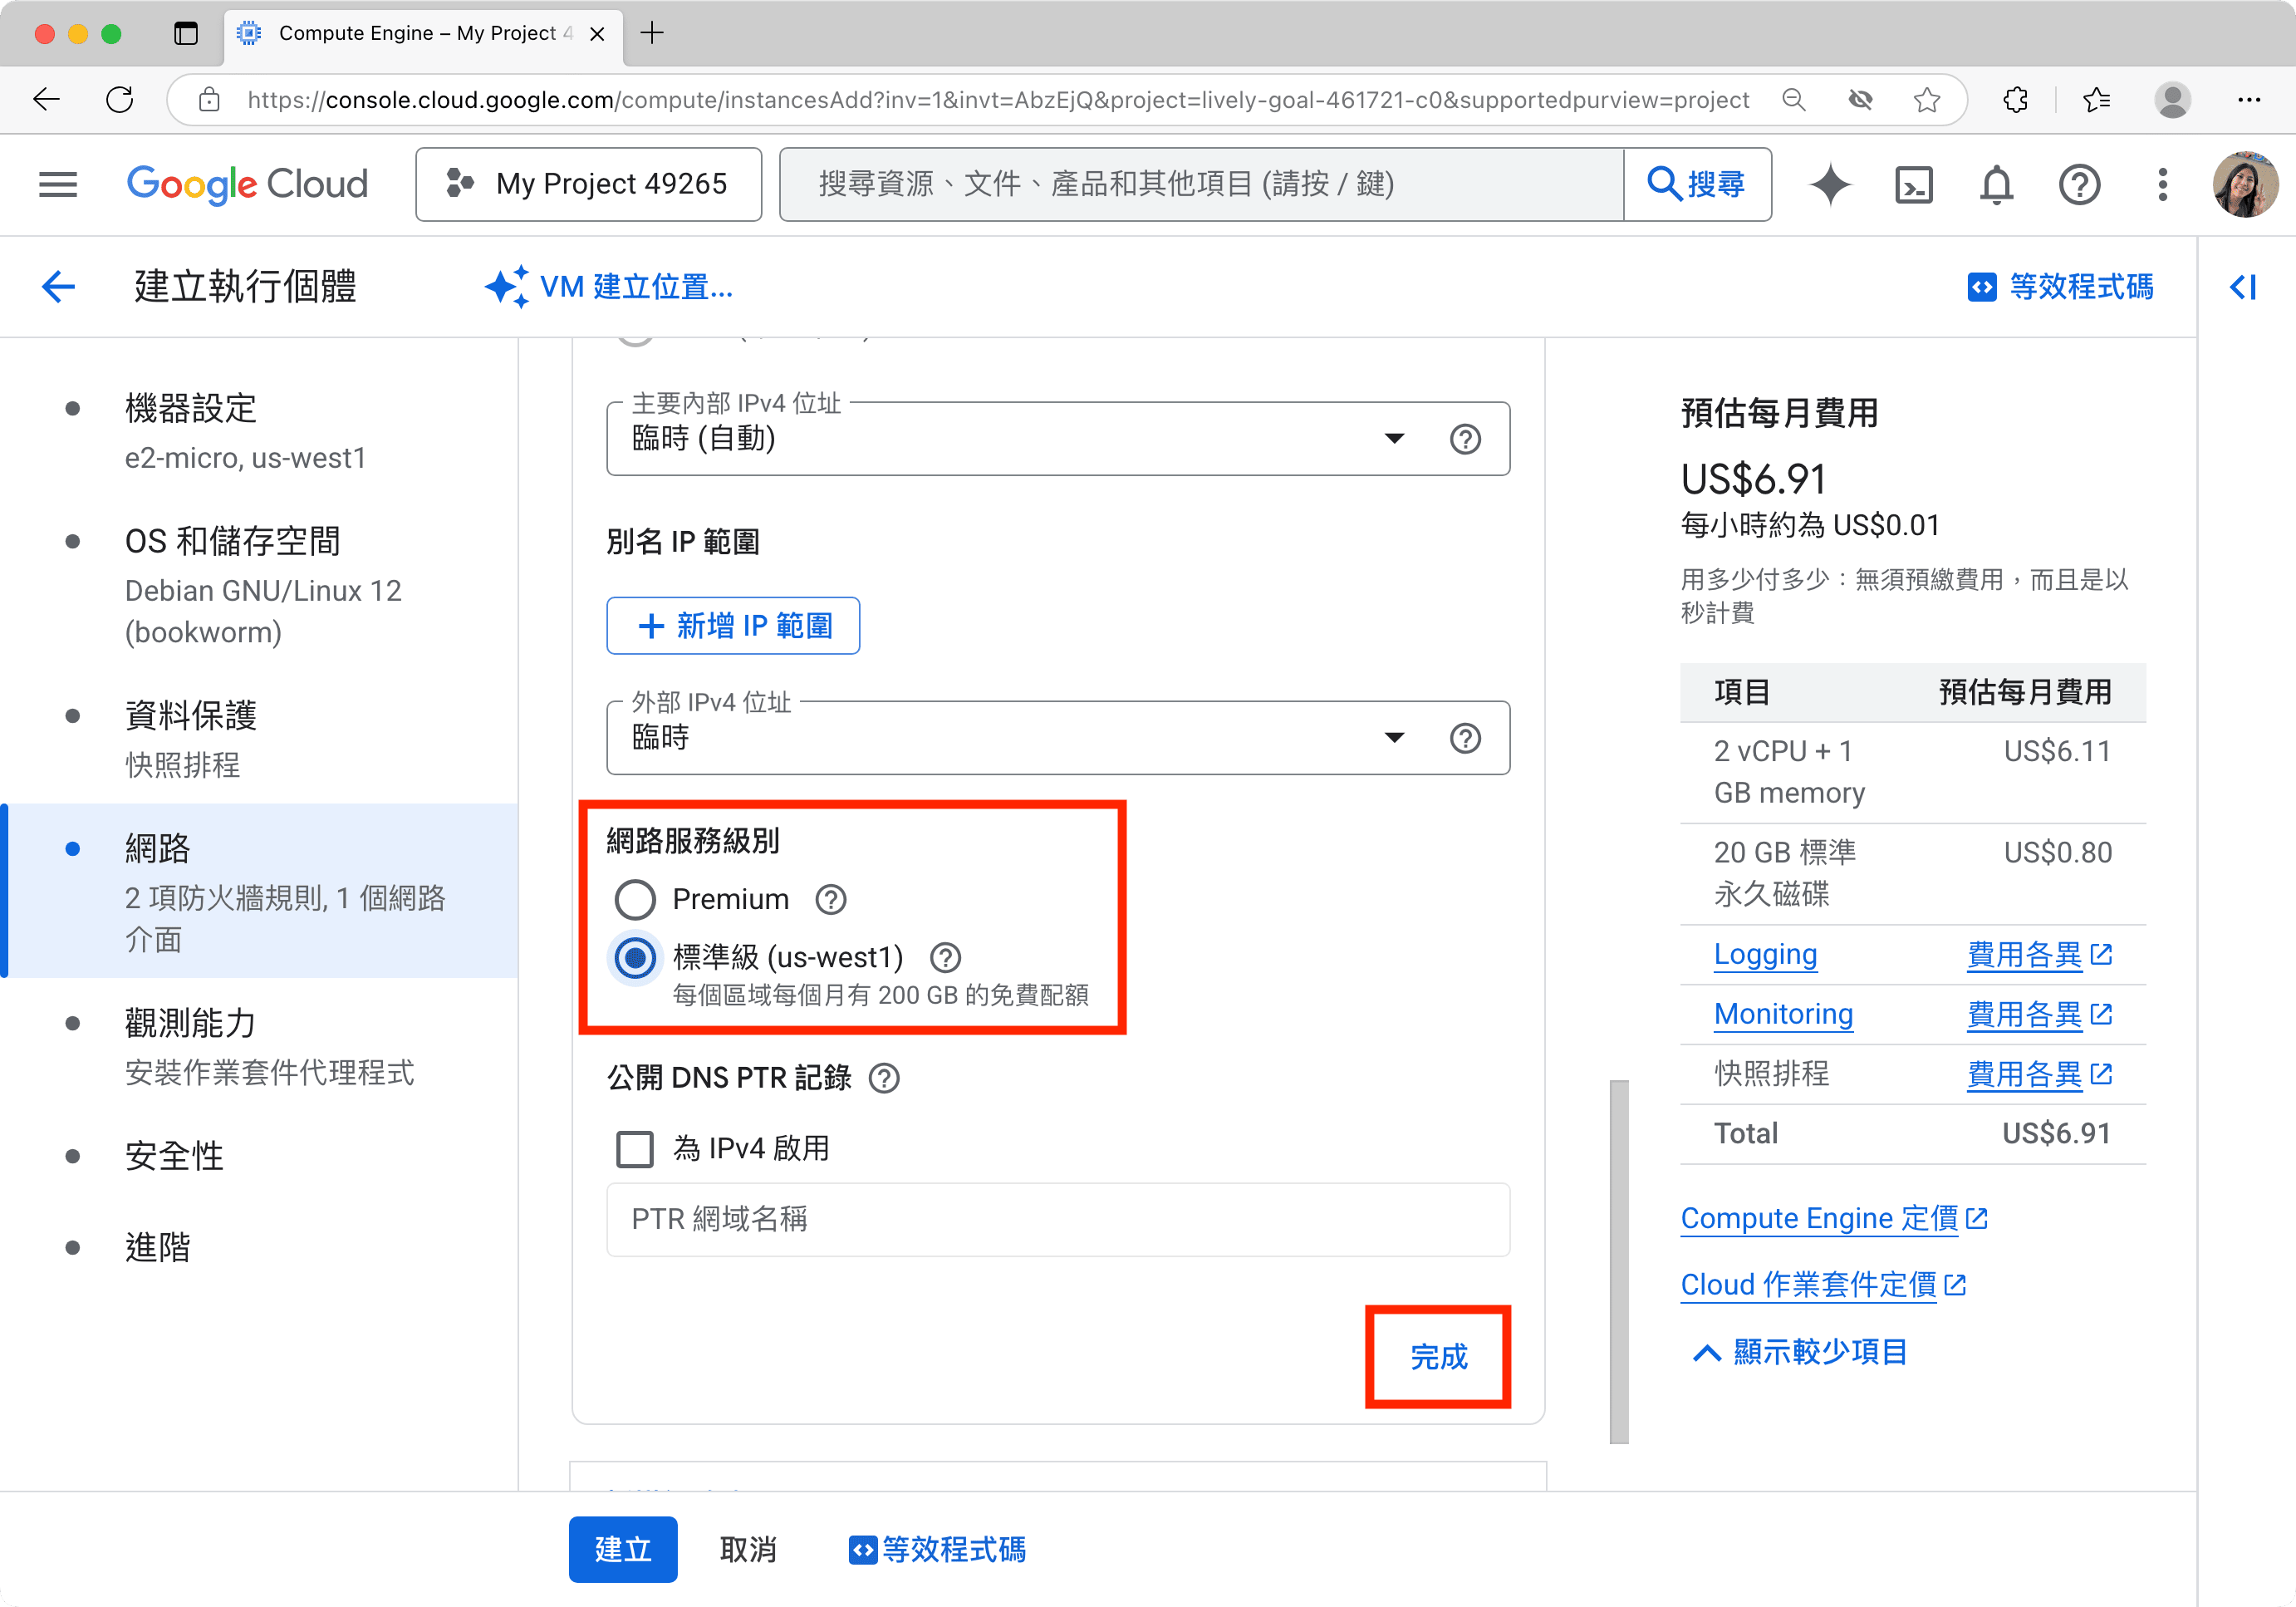 Compute Engine – My Project 4
https://console.cloud.google.com/compute/instancesAdd?inv=1&invt=AbzEjQ&project=lively-goal-461721-c0&supportedpurview=project
Google Cloud
My Project 49265
搜尋資源、文件、產品和其他項目 (請按 / 鍵)
搜尋
建立執行個體
VM 建立位置...
等效程式碼
機器設定
e2-micro, us-west1
OS 和儲存空間
Debian GNU/Linux 12
(bookworm)
資料保護
快照排程
網路
2 項防火牆規則, 1 個網路
介面
觀測能力
安裝作業套件代理程式
安全性
進階
主要內部 IPv4 位址
臨時 (自動)
別名 IP 範圍
新增 IP 範圍
外部 IPv4 位址
臨時
網路服務級別
Premium
標準級 (us-west1)
每個區域每個月有 200 GB 的免費配額
公開 DNS PTR 記錄
為 IPv4 啟用
PTR 網域名稱
完成
預估每月費用
US$6.91
每小時約為 US$0.01
用多少付多少：無須預繳費用，而且是以
秒計費
項目 預估每月費用
2 vCPU + 1 US$6.11
GB memory
20 GB 標準 US$0.80
永久磁碟
Logging 費用各異
Monitoring 費用各異
快照排程 費用各異
Total US$6.91
Compute Engine 定價
Cloud 作業套件定價
顯示較少項目
建立
取消
等效程式碼